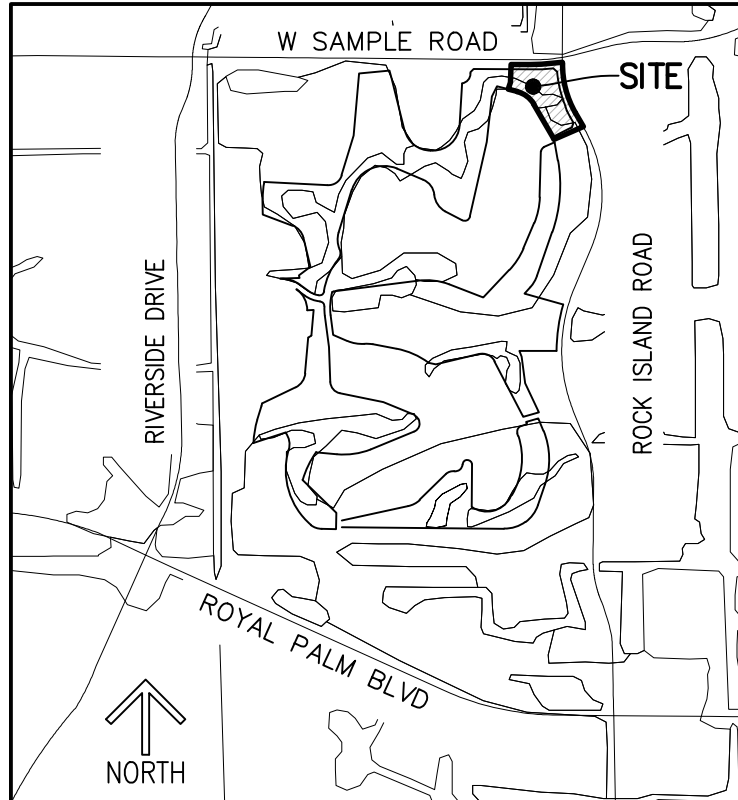 W SAMPLE ROAD
SITE
RIVERSIDE DRIVE
ROCK ISLAND ROAD
ROYAL PALM BLVD
NORTH